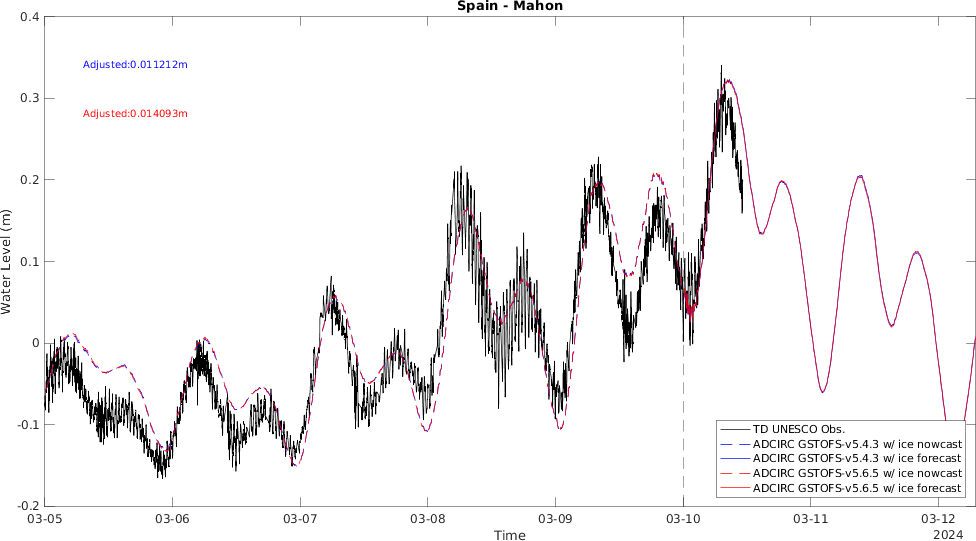 Spain - Mahon
0.4
0.3
0.2
0.1
0
-0.1
-0.2
Water Level (m)
Adjusted:0.011212m
Adjusted:0.014093m
TD UNESCO Obs.
ADCIRC GSTOFS-v5.4.3 w/ ice nowcast
ADCIRC GSTOFS-v5.4.3 w/ ice forecast
ADCIRC GSTOFS-v5.6.5 w/ ice nowcast
ADCIRC GSTOFS-v5.6.5 w/ ice forecast
03-05 03-06 03-07 03-08 03-09 03-10 03-11 03-12
Time
2024